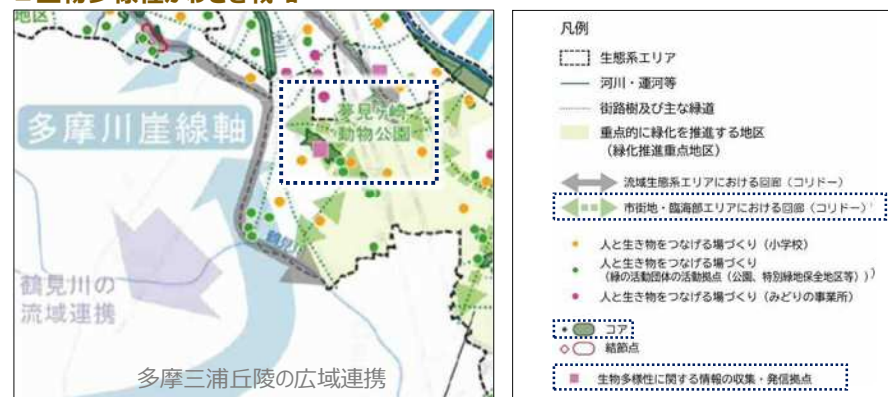 地区
多摩川崖線軸
夢見ヶ崎
動物公園
鶴見川
鶴見川の
流域連携
多摩三浦丘陵の広域連携
凡例
生態系エリア
河川・運河等
街路樹及び主な緑道
重点的に緑化を推進する地区
（緑化推進重点地区）
流域生態系エリアにおける回廊（コリドー）
市街地・臨海部エリアにおける回廊（コリドー）
人と生き物をつなげる場づくり（小学校）
人と生き物をつなげる場づくり
（緑の活動団体の活動拠点（公園、特別緑地保全地区等））
人と生き物をつなげる場づくり（みどりの事業所）
コア
結節点
生物多様性に関する情報の収集・発信拠点